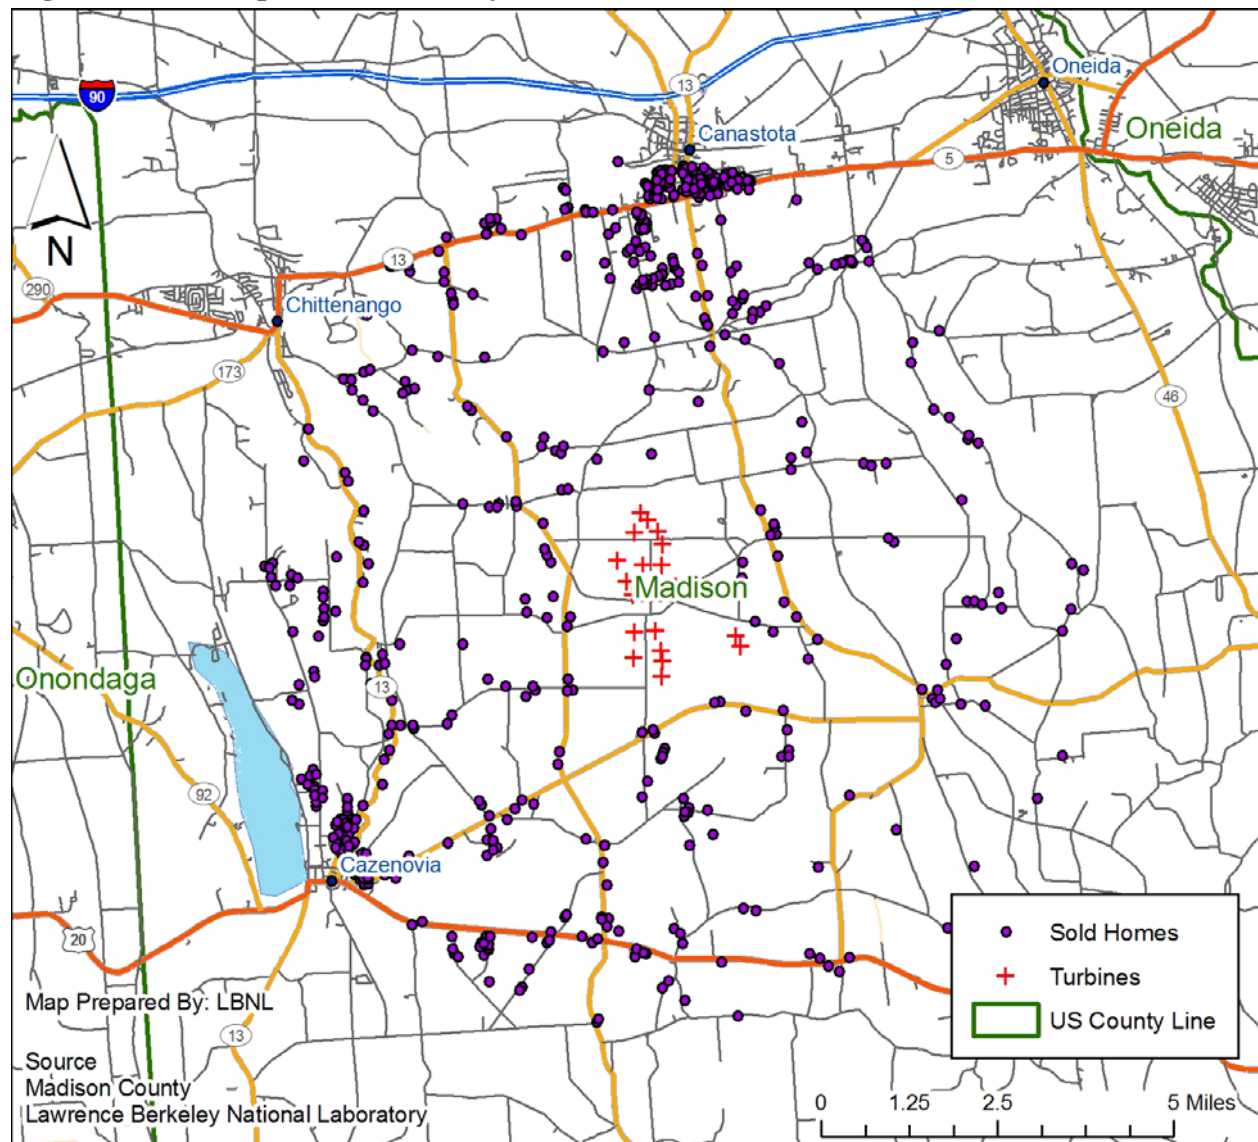 90
13
Oneida
Canastota
Oneida
5
N
13
290
Chittenango
173
46
Madison
Onondaga
13
92
Cazenovia
20
Sold Homes
Turbines
US County Line
Map Prepared By: LBNL
13
Source
Madison County
Lawrence Berkeley National Laboratory
0 1.25 2.5 5 Miles